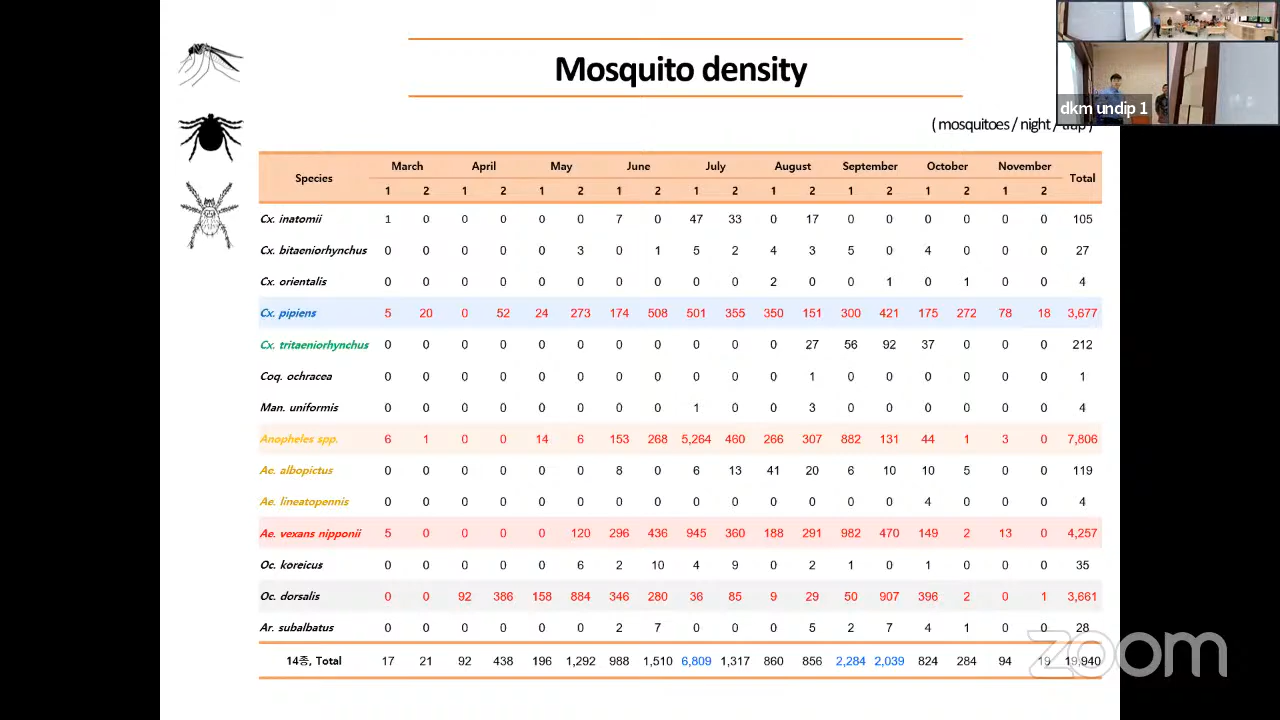 Mosquito density
dkm undip 1
( mosquitoes / night / trap )
Species March April May June July August September October November Total
1 2 1 2 1 2 1 2 1 2 1 2 1 2 1 2 1 2
Cx. inatomii 1 0 0 0 0 0 7 0 47 33 0 17 0 0 0 0 0 0 105
Cx. bitaeniorhynchus 0 0 0 0 0 3 0 1 5 2 4 3 5 0 4 0 0 0 27
Cx. orientalis 0 0 0 0 0 0 0 0 0 0 2 0 0 1 0 1 0 0 4
Cx. pipiens 5 20 0 52 24 273 174 508 501 355 350 151 300 421 175 272 78 18 3,677
Cx. tritaeniorhynchus 0 0 0 0 0 0 0 0 0 0 0 27 56 92 37 0 0 0 212
Coq. ochracea 0 0 0 0 0 0 0 0 0 0 0 1 0 0 0 0 0 0 1
Man. uniformis 0 0 0 0 0 0 0 0 1 0 0 3 0 0 0 0 0 0 4
Anopheles spp. 6 1 0 0 14 6 153 268 5,264 460 266 307 882 131 44 1 3 0 7,806
Ae. albopictus 0 0 0 0 0 0 8 0 6 13 41 20 6 10 10 5 0 0 119
Ae. lineatopennis 0 0 0 0 0 0 0 0 0 0 0 0 0 0 4 0 0 0 4
Ae. vexans nipponii 5 0 0 0 0 120 296 436 945 360 188 291 982 470 149 2 13 0 4,257
Oc. koreicus 0 0 0 0 0 6 2 10 4 9 0 2 1 0 1 0 0 0 35
Oc. dorsalis 0 0 92 386 158 884 346 280 36 85 9 29 50 907 396 2 0 1 3,661
Ar. subalbatus 0 0 0 0 0 0 2 7 0 0 0 5 2 7 4 1 0 0 28
14종, Total 17 21 92 438 196 1,292 988 1,510 6,809 1,317 860 856 2,284 2,039 824 284 94 19 19,940
zoom